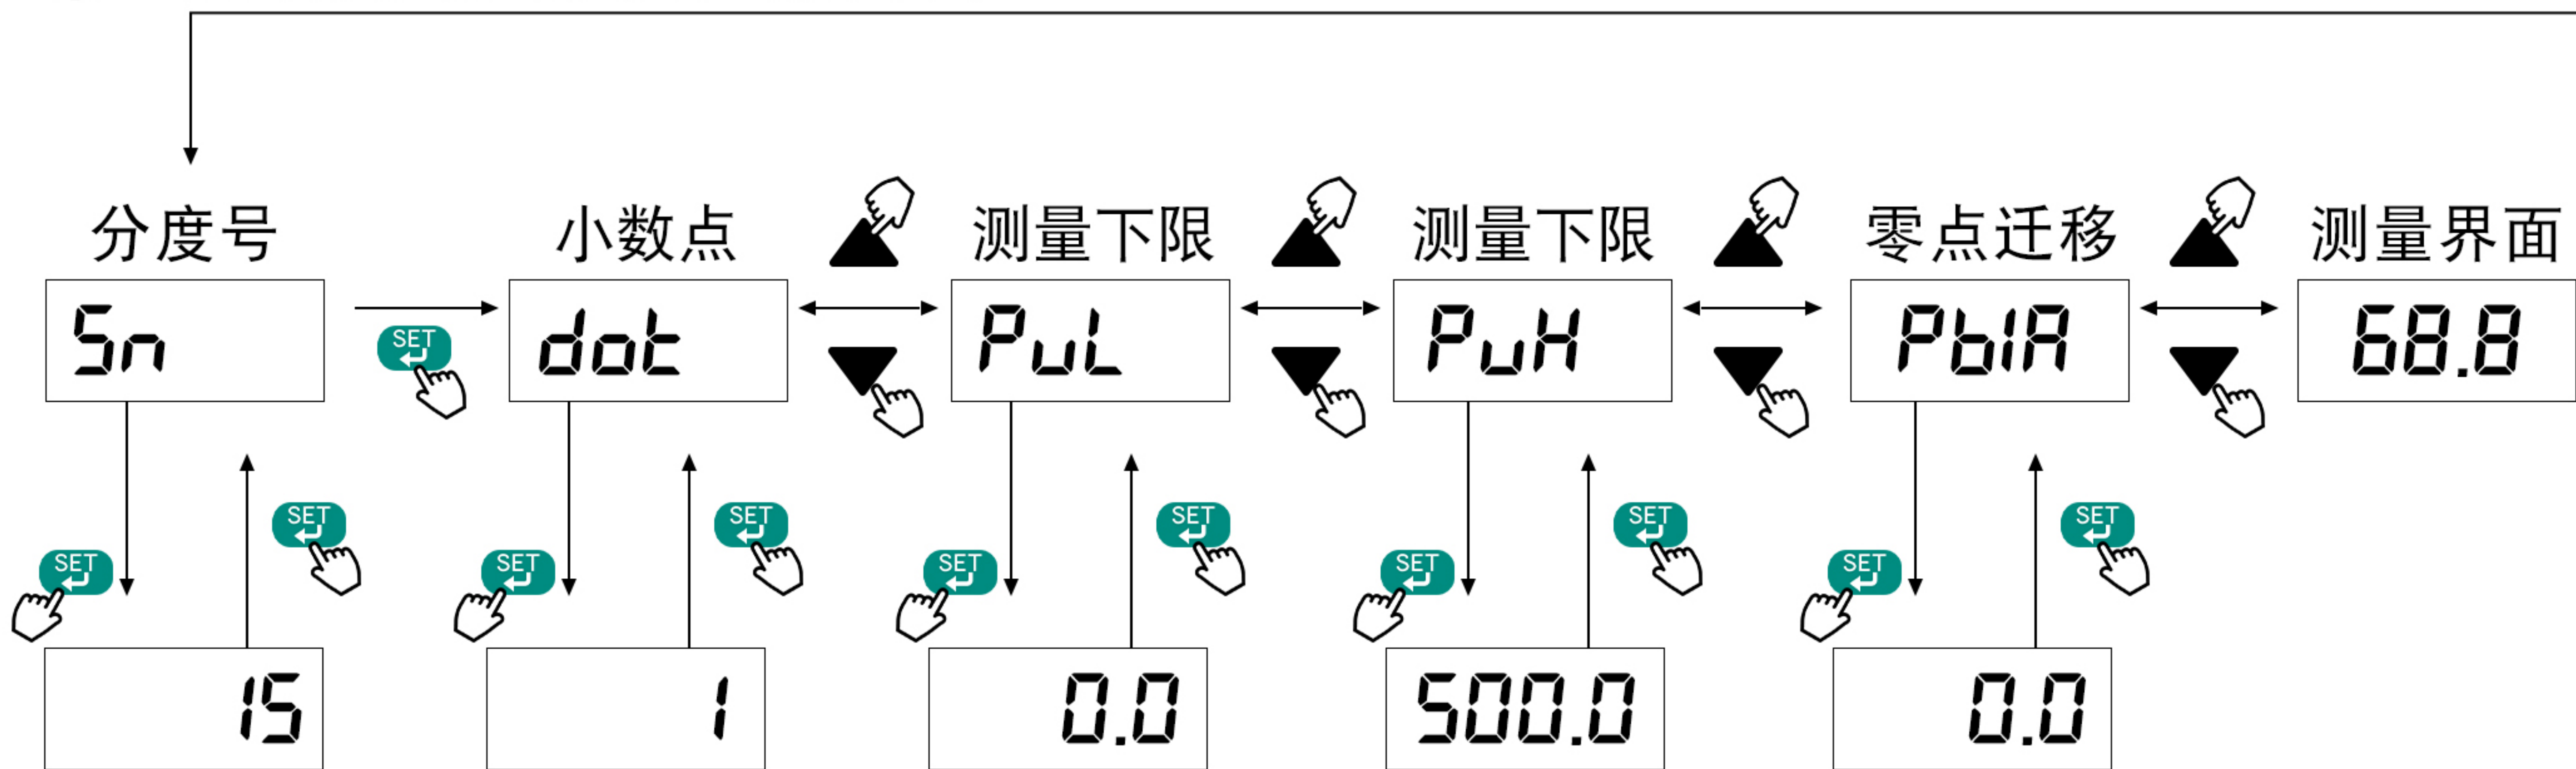 分度号
小数点
测量下限
测量下限
零点迁移
测量界面
Sn
SET
dot
PuL
PuH
PbIA
68.8
SET
SET
SET
SET
SET
SET
SET
SET
SET
SET
15
1
0.0
500.0
0.0